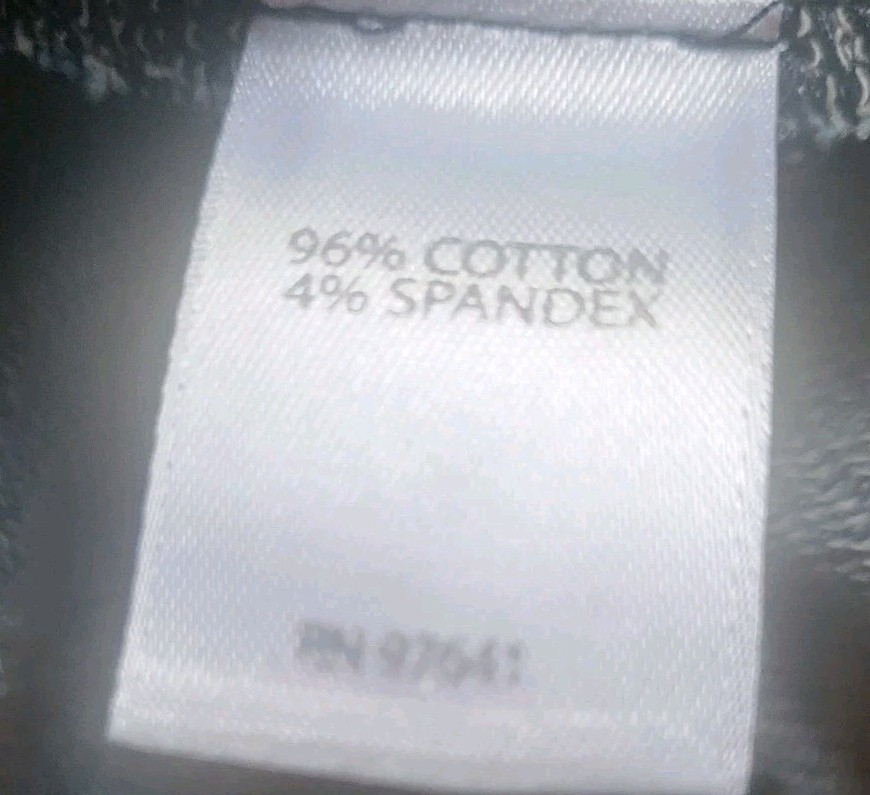 96% COTTON
4% SPANDEX
RN 97641